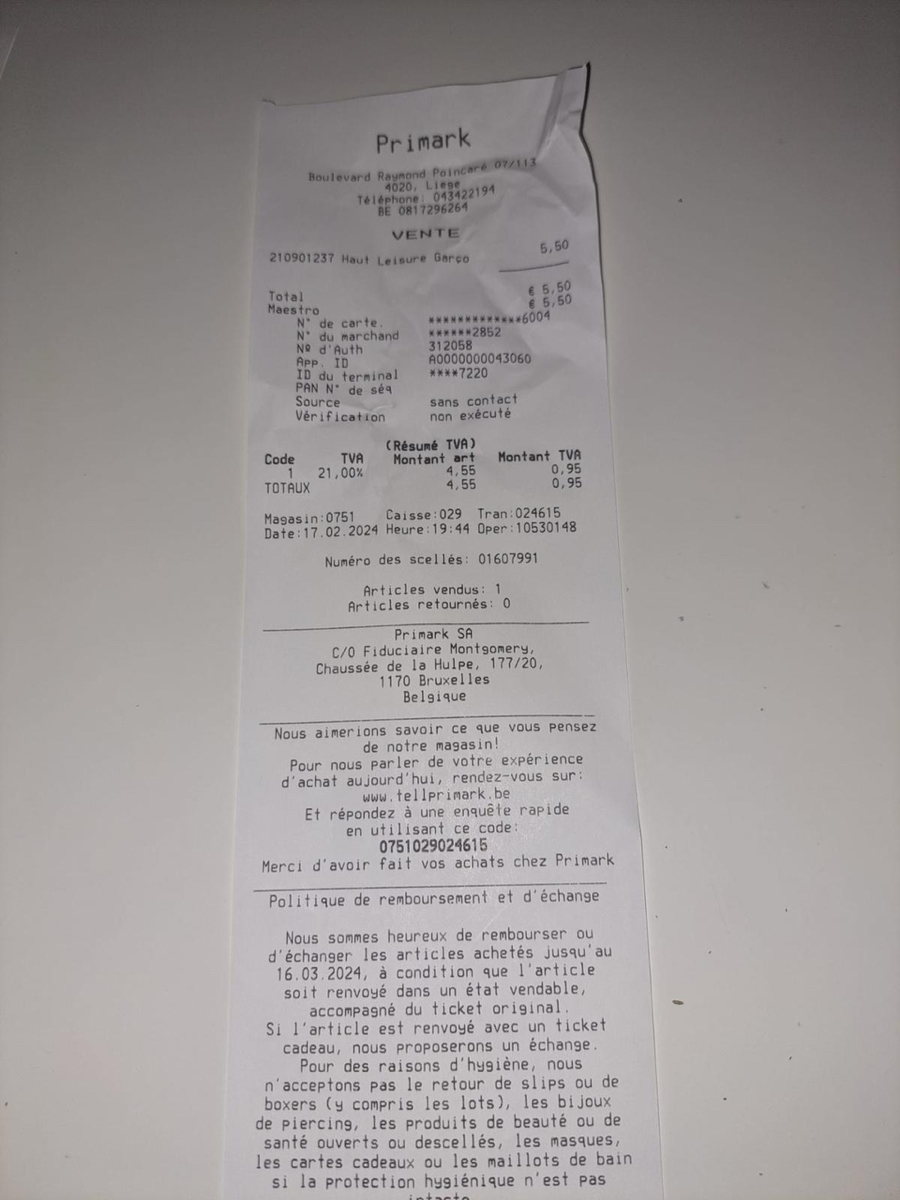 Primark
Boulevard Raymond Poincaré 07/113
4020, Liege
Téléphone: 043422194
BE 0817296264
VENTE
210901237 Haut Leisure Garço 5,50
Total € 5,50
Maestro € 5,50
N° de carte. *************6004
N° du marchand ******2852
Nº d'Auth 312058
App. ID A0000000043060
ID du terminal ****7220
PAN N° de séq
Source sans contact
Vérification non exécuté
(Résumé TVA)
Code TVA Montant art Montant TVA
1 21,00% 4,55 0,95
TOTAUX 4,55 0,95
Magasin:0751 Caisse:029 Tran:024615
Date:17.02.2024 Heure:19:44 Oper:10530148
Numéro des scellés: 01607991
Articles vendus: 1
Articles retournés: 0
Primark SA
C/O Fiduciaire Montgomery,
Chaussée de la Hulpe, 177/20,
1170 Bruxelles
Belgique
Nous aimerions savoir ce que vous pensez
de notre magasin!
Pour nous parler de votre expérience
d'achat aujourd'hui, rendez-vous sur:
www.tellprimark.be
Et répondez à une enquête rapide
en utilisant ce code:
0751029024615
Merci d'avoir fait vos achats chez Primark
Politique de remboursement et d'échange
Nous sommes heureux de rembourser ou
d'échanger les articles achetés jusqu'au
16.03.2024, à condition que l'article
soit renvoyé dans un état vendable,
accompagné du ticket original.
Si l'article est renvoyé avec un ticket
cadeau, nous proposerons un échange.
Pour des raisons d'hygiène, nous
n'acceptons pas le retour de slips ou de
boxers (y compris les lots), les bijoux
de piercing, les produits de beauté ou de
santé ouverts ou descellés, les masques,
les cartes cadeaux ou les maillots de bain
si la protection hygiénique n'est pas